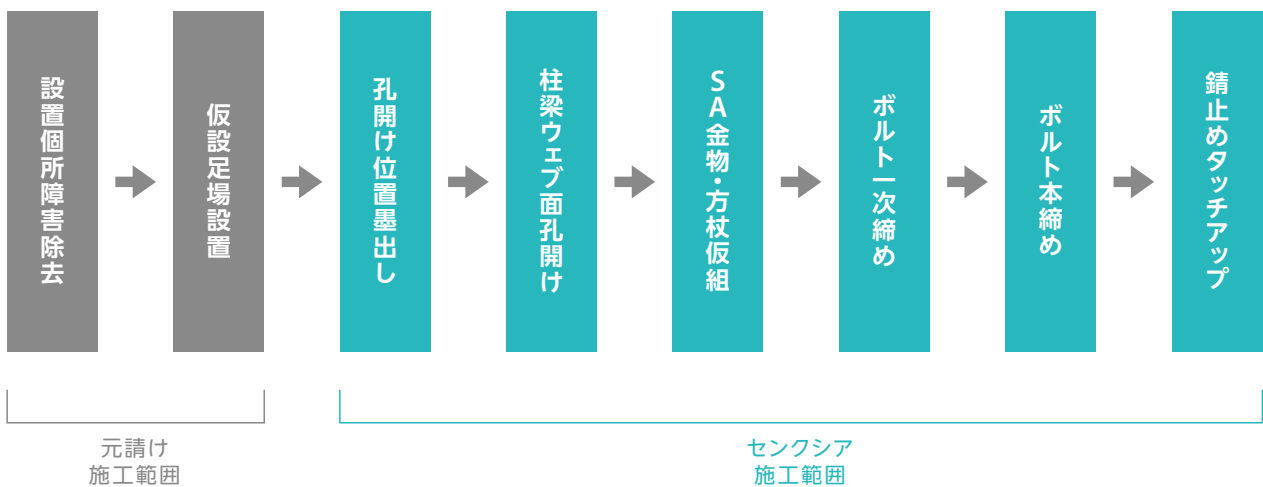 設置個所障害除去
仮設足場設置
孔開け位置墨出し
柱梁ウェブ面孔開け
SA金物・方杖仮組
ボルト一次締め
ボルト本締め
錆止めタッチアップ
元請け
施工範囲
センクシア
施工範囲